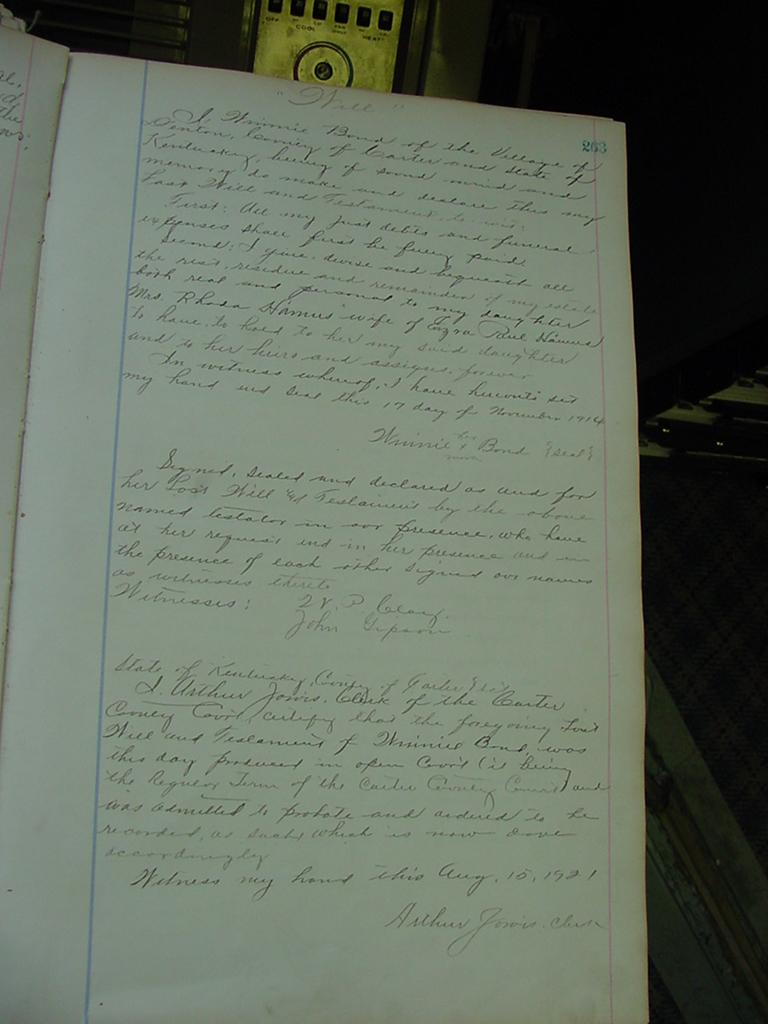 OFF
COOL
HEAT
263
"Will"
I, Winnie Bond of the Village of
Denton, County of Carter and State of
Kentucky, being of sound mind and
memory do make and declare this my
Last Will and Testament to-wit:
First: All my just debts and funeral
expenses shall first be fully paid.
Second: I give, devise and bequeath all
the rest, residue and remainder of my estate
both real and personal to my daughter
Mrs. Rhoda Hamus wife of Ezra Paul Hamus
to have, to hold to her my said daughter
and to her heirs and assigns, forever
In witness whereof, I have hereunto set
my hand and seal this 17 day of November 1914
Winnie her x mark Bond {Seal}
Signed, sealed and declared as and for
her Last Will and Testament by the above
named testator in our presence, who have
at her request and in her presence and in
the presence of each other signed our names
as witnesses thereto
Witnesses:
John Gipson
State of Kentucky, County of Carter
I, Arthur Jarvis, Clerk of the Carter
County Court, certify that the foregoing Last
Will and Testament of Winnie Bond, was
this day produced in open Court (it being
the Regular Term of the Carter County Court) and
was admitted to probate and ordered to be
recorded, as such which is now done
accordingly
Witness my hand this Aug. 15, 1921
Arthur Jarvis. Clerk